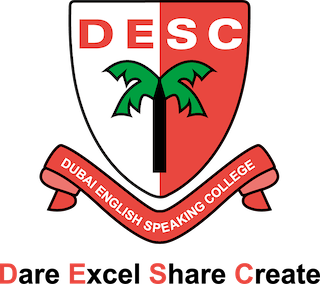 DESC
DUBAI ENGLISH SPEAKING COLLEGE
Dare Excel Share Create